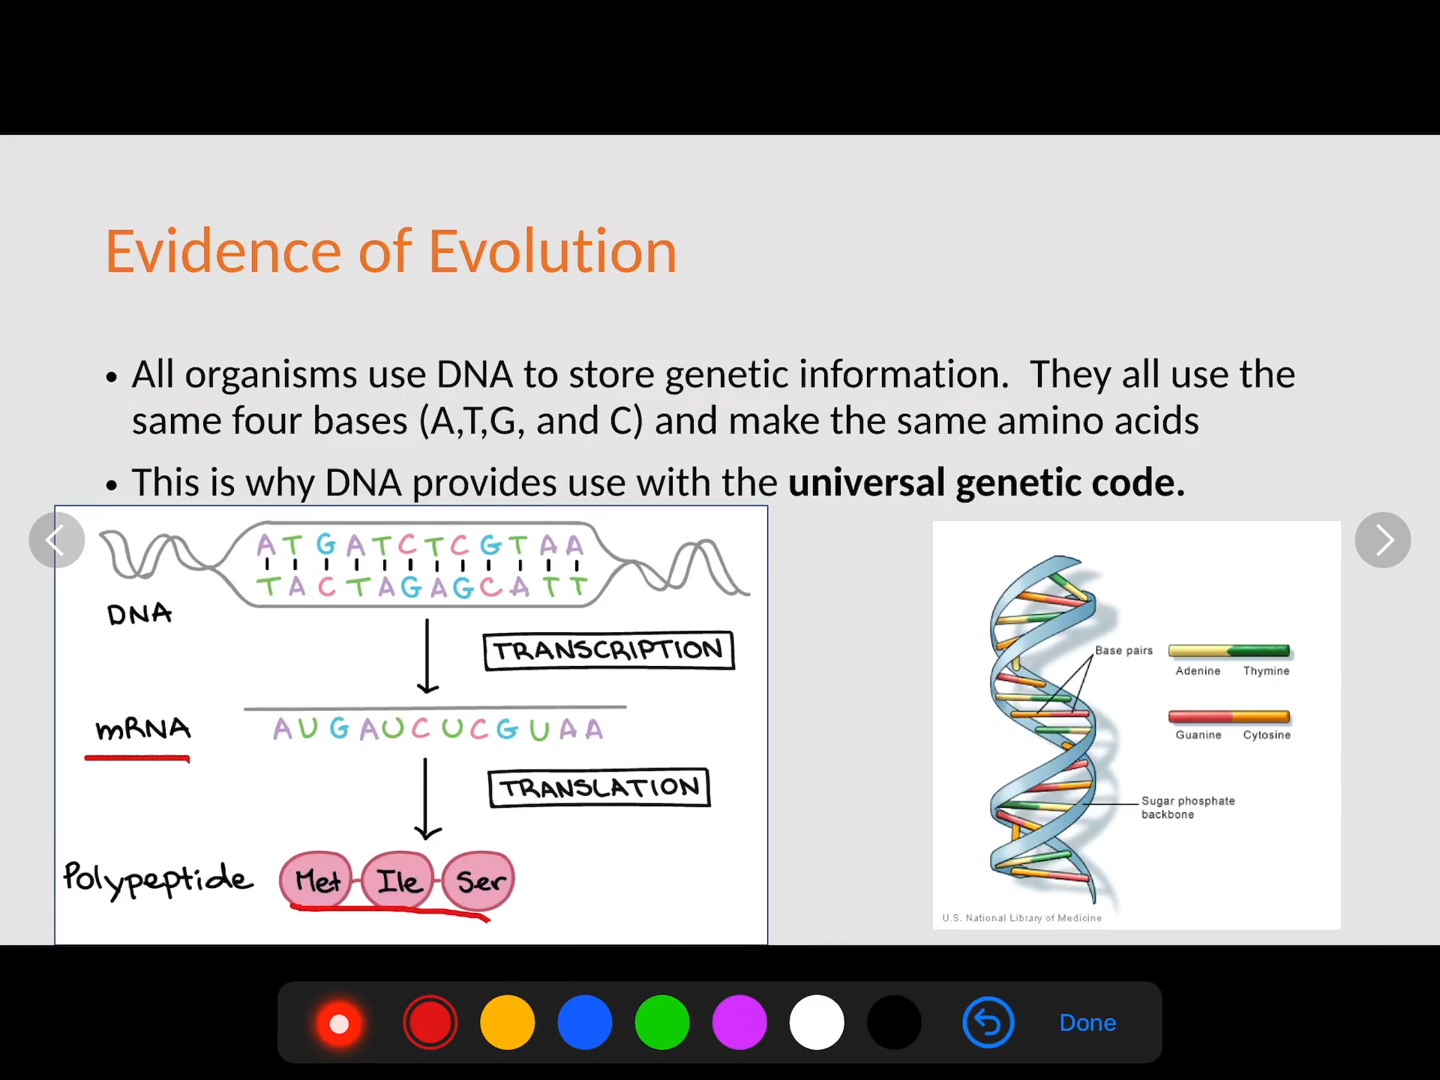 Evidence of Evolution
• All organisms use DNA to store genetic information.  They all use the
same four bases (A,T,G, and C) and make the same amino acids
• This is why DNA provides use with the universal genetic code.
A T G A T C T C G T A A
T A C T A G A G C A T T
DNA
TRANSCRIPTION
mRNA
A U G A U C U C G U A A
TRANSLATION
Polypeptide
Met Ile Ser
Base pairs
Adenine Thymine
Guanine Cytosine
Sugar phosphate
backbone
U.S. National Library of Medicine
Done